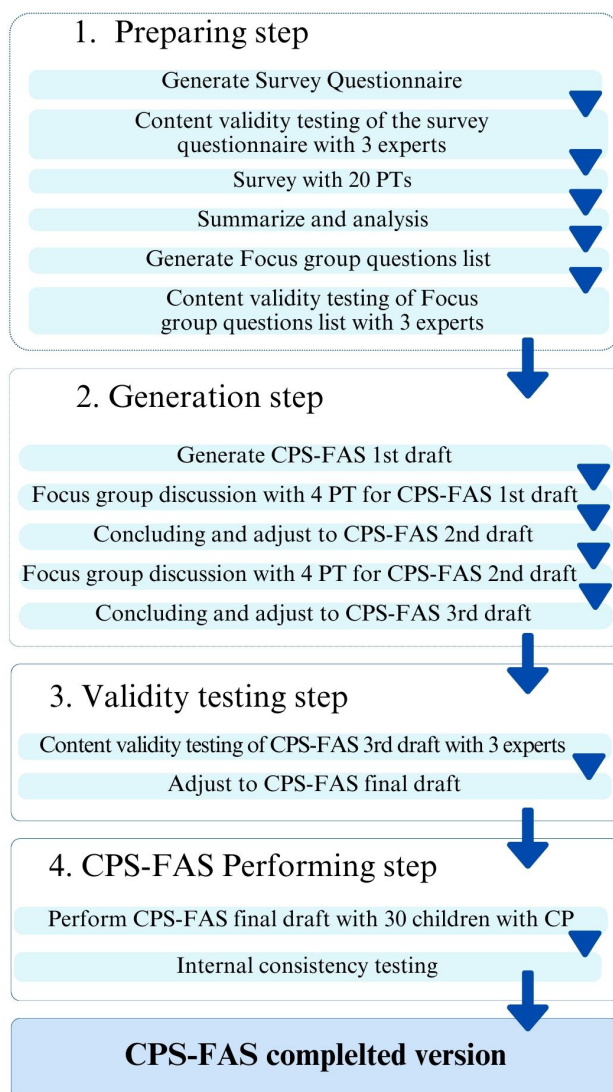 1. Preparing step
Generate Survey Questionnaire
Content validity testing of the survey
questionnaire with 3 experts
Survey with 20 PTs
Summarize and analysis
Generate Focus group questions list
Content validity testing of Focus
group questions list with 3 experts
2. Generation step
Generate CPS-FAS 1st draft
Focus group discussion with 4 PT for CPS-FAS 1st draft
Concluding and adjust to CPS-FAS 2nd draft
Focus group discussion with 4 PT for CPS-FAS 2nd draft
Concluding and adjust to CPS-FAS 3rd draft
3. Validity testing step
Content validity testing of CPS-FAS 3rd draft with 3 experts
Adjust to CPS-FAS final draft
4. CPS-FAS Performing step
Perform CPS-FAS final draft with 30 children with CP
Internal consistency testing
CPS-FAS complelted version